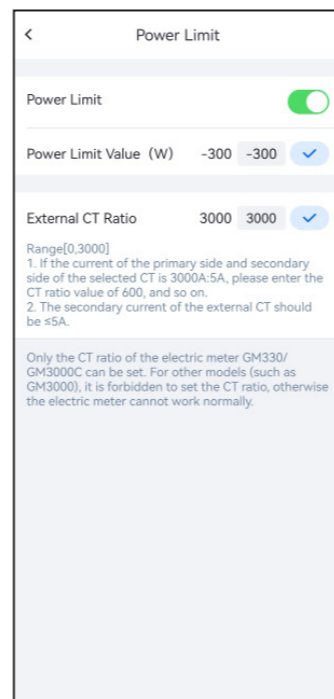 Power Limit
Power Limit
Power Limit Value（W） -300 -300
External CT Ratio 3000 3000
Range[0,3000]
1. If the current of the primary side and secondary
side of the selected CT is 3000A:5A, please enter the
CT ratio value of 600, and so on.
2. The secondary current of the external CT should
be ≤5A.
Only the CT ratio of the electric meter GM330/
GM3000C can be set. For other models (such as
GM3000), it is forbidden to set the CT ratio, otherwise
the electric meter cannot work normally.